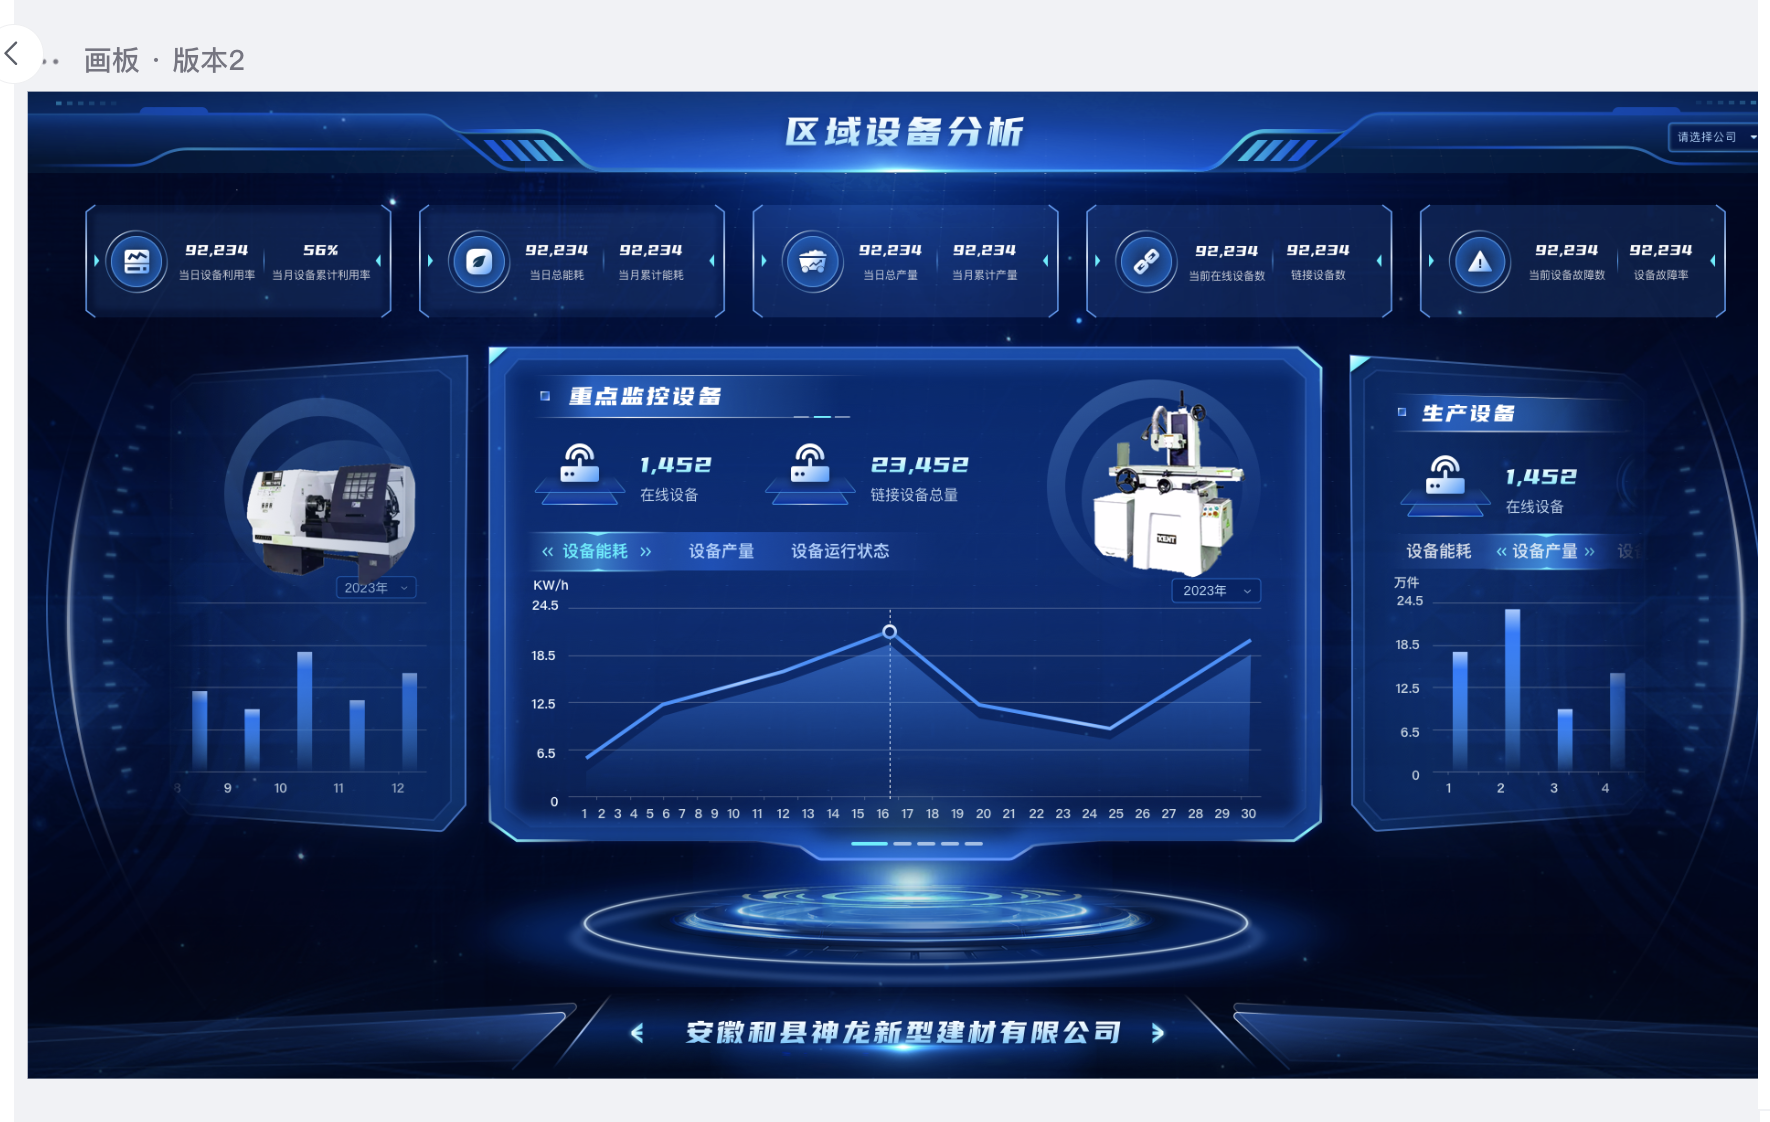 画板 · 版本2
区域设备分析
请选择公司
92,234 56%
当日设备利用率 当月设备累计利用率
92,234 92,234
当日总能耗 当月累计能耗
92,234 92,234
当日总产量 当月累计产量
92,234 92,234
当前在线设备数 链接设备数
92,234 92,234
当前设备故障数 设备故障率
2023年
8 9 10 11 12
重点监控设备
1,452
在线设备
23,452
链接设备总量
设备能耗 设备产量 设备运行状态
KENT
2023年
KW/h
24.5
18.5
12.5
6.5
0
1 2 3 4 5 6 7 8 9 10 11 12 13 14 15 16 17 18 19 20 21 22 23 24 25 26 27 28 29 30
生产设备
1,452
在线设备
设备能耗 设备产量 设
万件
24.5
18.5
12.5
6.5
0
1 2 3 4
安徽和县神龙新型建材有限公司